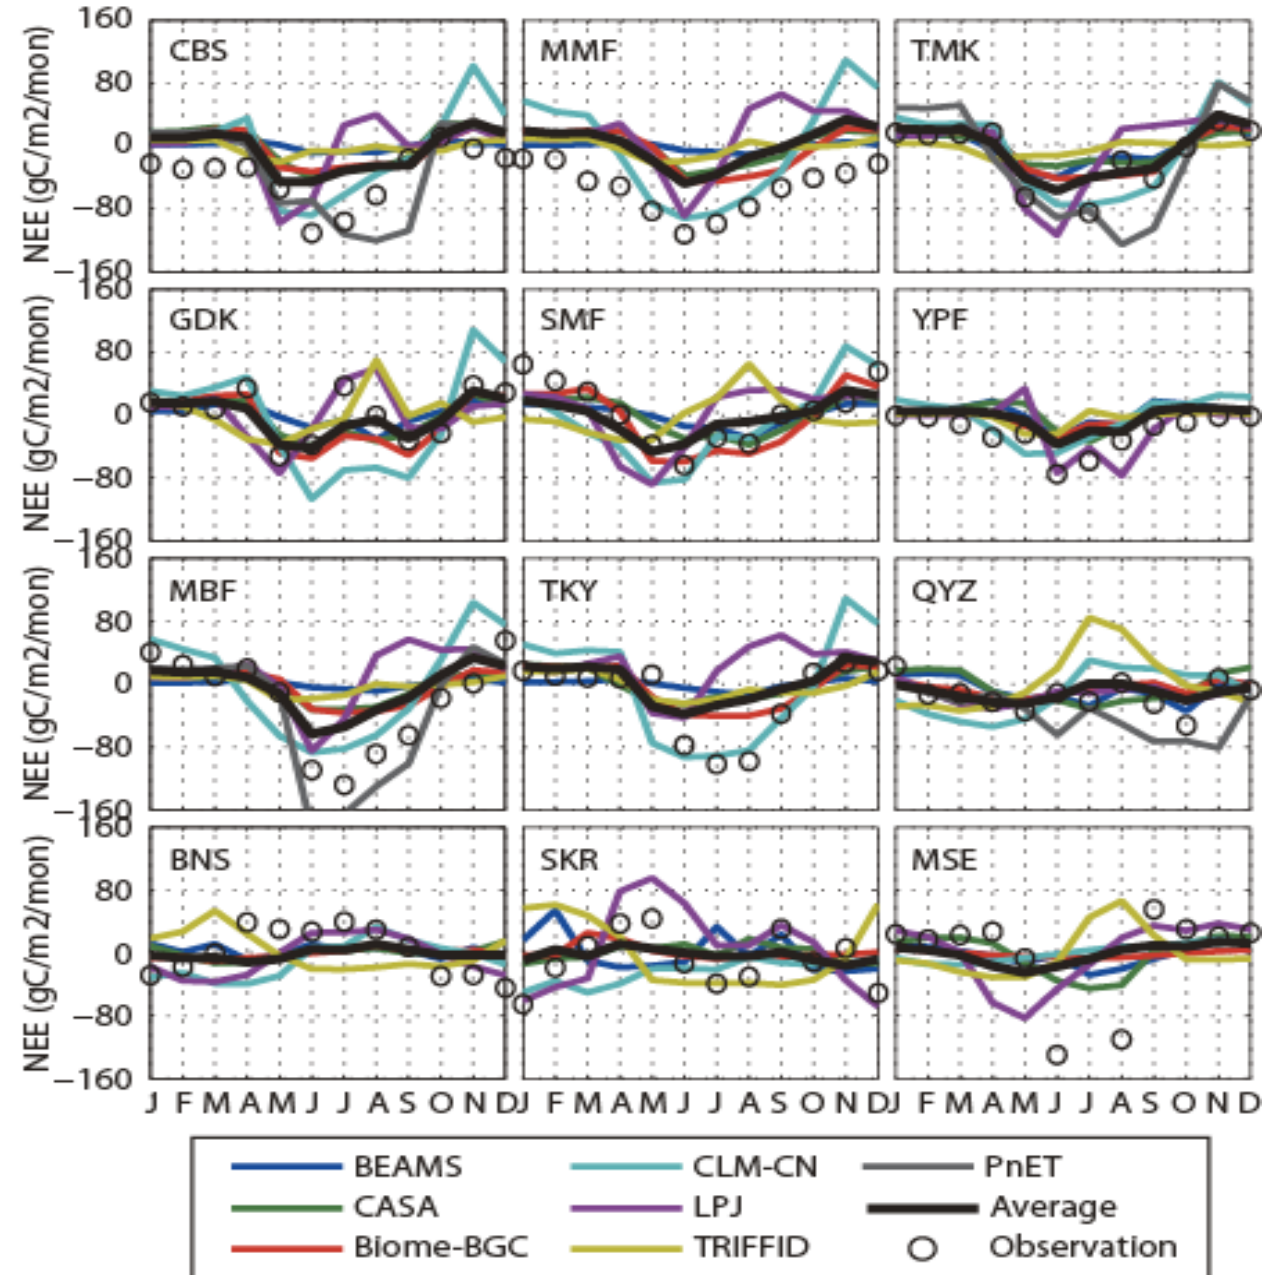 160
80
0
−80
−160
NEE (gC/m2/mon)
CBS
MMF
TMK
160
80
0
−80
−160
NEE (gC/m2/mon)
GDK
SMF
YPF
160
80
0
−80
−160
NEE (gC/m2/mon)
MBF
TKY
QYZ
160
80
0
−80
−160
NEE (gC/m2/mon)
BNS
SKR
MSE
J F M A M J J A S O N D J F M A M J J A S O N D J F M A M J J A S O N D
BEAMS CLM-CN PnET
CASA LPJ Average
Biome-BGC TRIFFID Observation